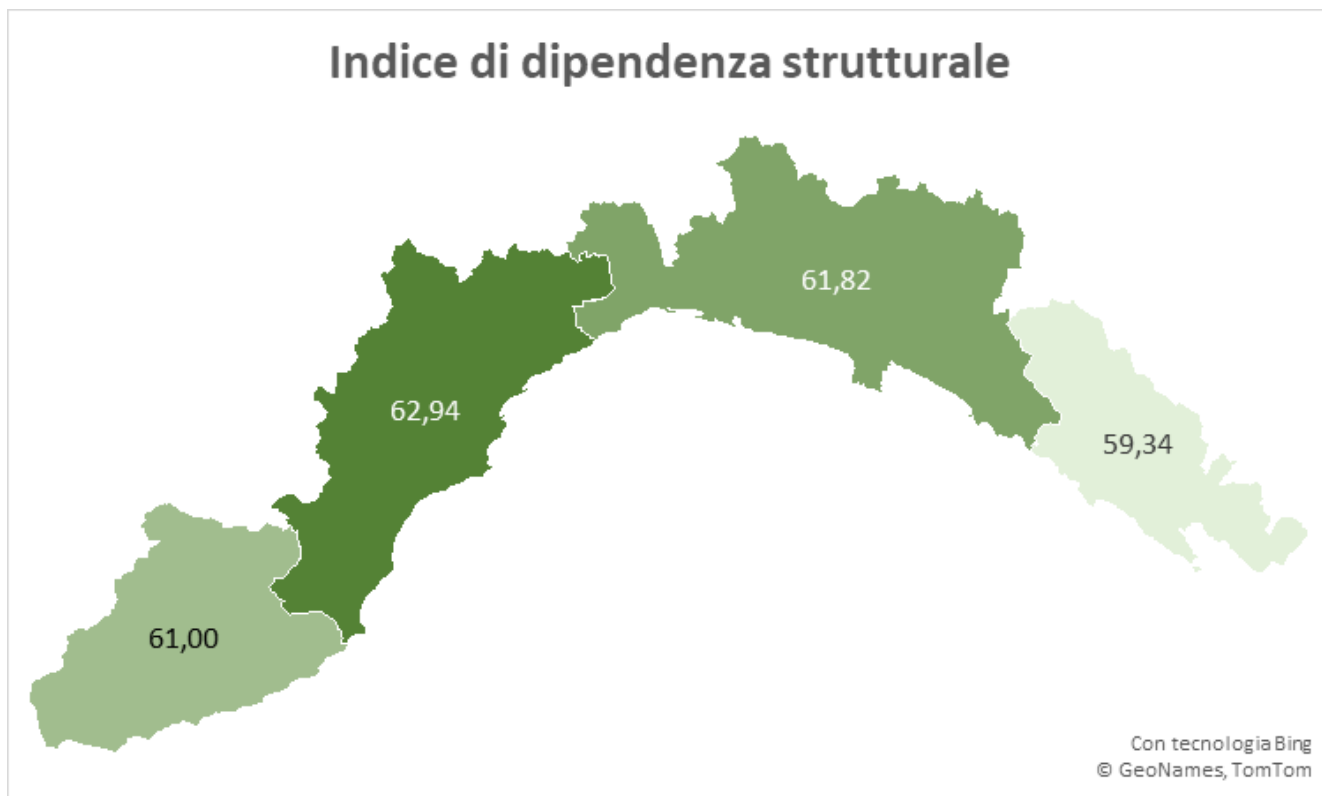 Indice di dipendenza strutturale
61,82
62,94
59,34
61,00
Con tecnologia Bing
© GeoNames, TomTom